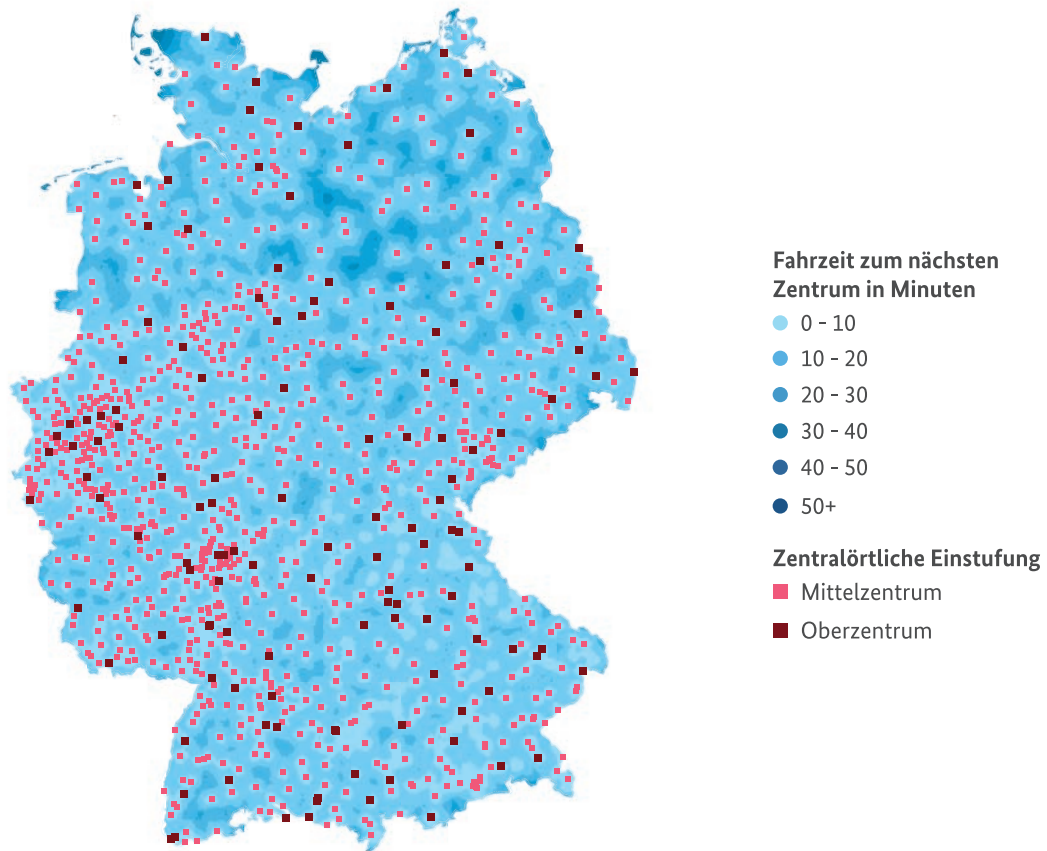 Fahrzeit zum nächsten
Zentrum in Minuten
0 - 10
10 - 20
20 - 30
30 - 40
40 - 50
50+
Zentralörtliche Einstufung
Mittelzentrum
Oberzentrum